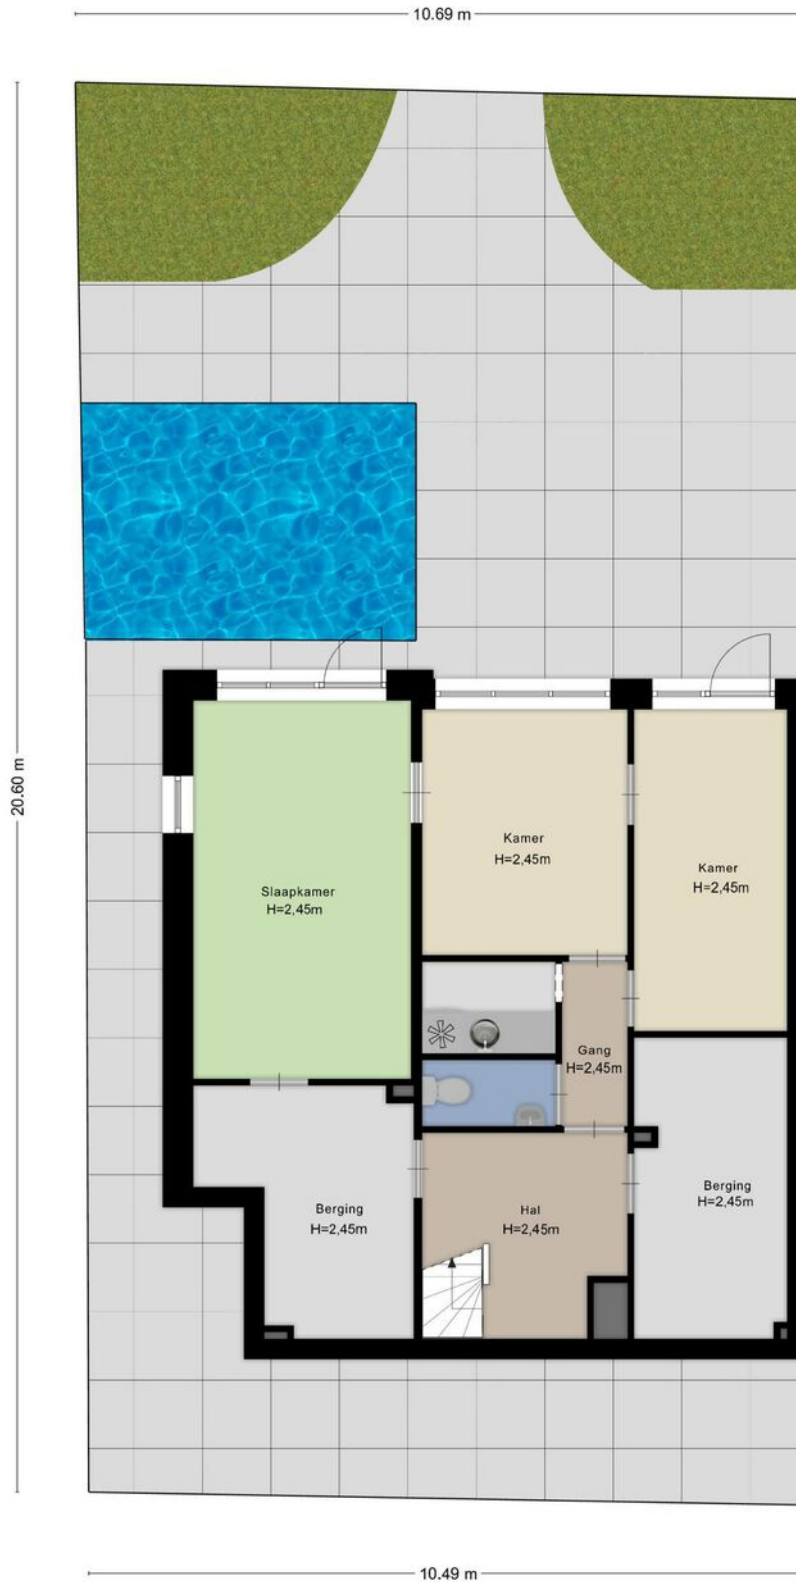 10.69 m
20.60 m
Kamer
H=2,45m
Kamer
H=2,45m
Slaapkamer
H=2,45m
Gang
H=2,45m
Berging
H=2,45m
Berging
H=2,45m
Hal
H=2,45m
10.49 m